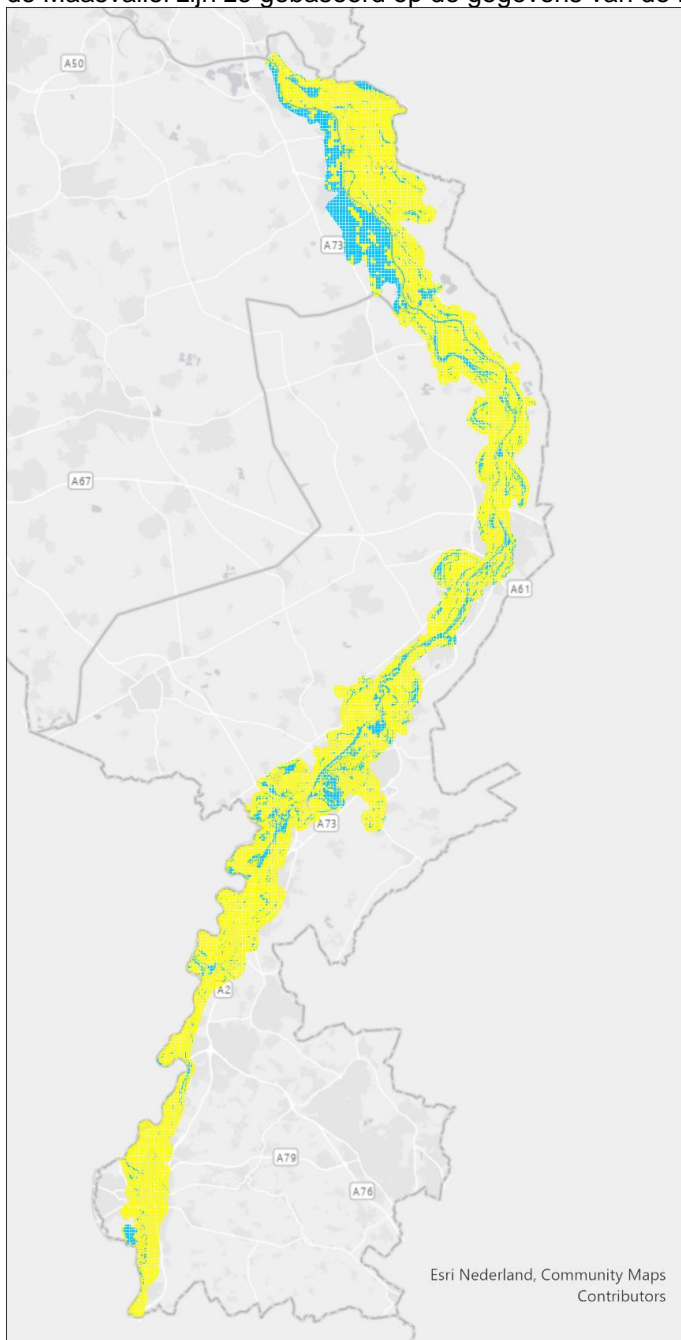 de Maasvallei zijn ze gebaseerd op de gegevens van de
A50
A73
A67
A61
A73
A2
A79
A76
Esri Nederland, Community Maps
Contributors